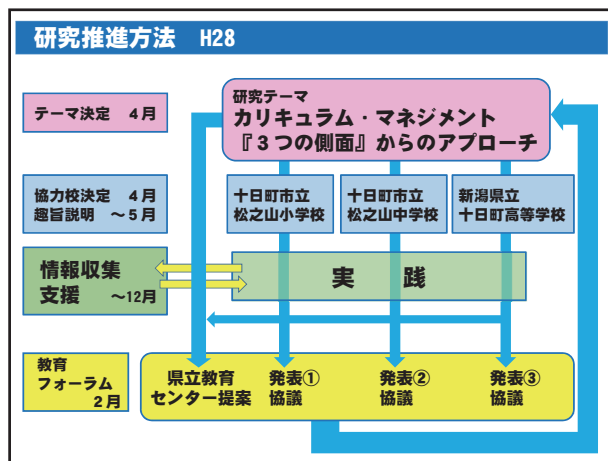 研究推進方法 H28
テーマ決定 4月
研究テーマ
カリキュラム・マネジメント
『3つの側面』からのアプローチ
協力校決定 4月
趣旨説明 ～5月
十日町市立
松之山小学校
十日町市立
松之山中学校
新潟県立
十日町高等学校
情報収集
支援 ～12月
実 践
教育
フォーラム
2月
県立教育
センター提案
発表①
協議
発表②
協議
発表③
協議